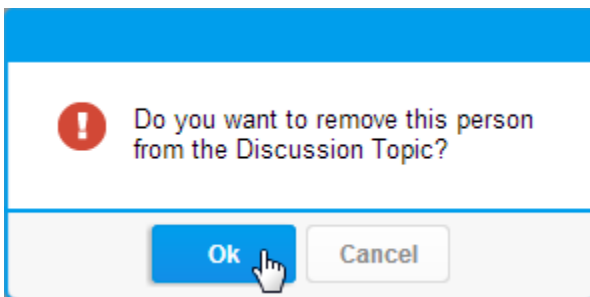 Do you want to remove this person
from the Discussion Topic?
Ok
Cancel